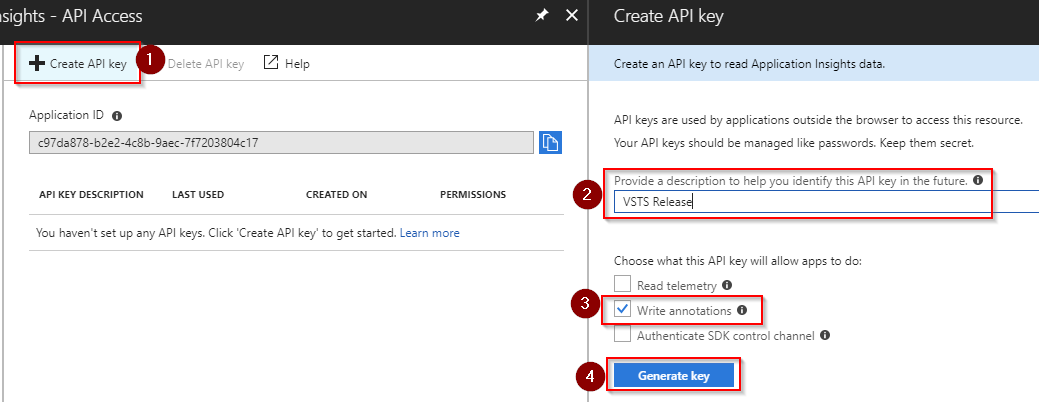 nsights - API Access
Create API key
1
Delete API key
Help
Application ID
c97da878-b2e2-4c8b-9aec-7f7203804c17
API KEY DESCRIPTION LAST USED CREATED ON PERMISSIONS
You haven't set up any API keys. Click 'Create API key' to get started. Learn more
Create API key
Create an API key to read Application Insights data.
API keys are used by applications outside the browser to access this resource.
Your API keys should be managed like passwords. Keep them secret.
2
Provide a description to help you identify this API key in the future.
VSTS Release
Choose what this API key will allow apps to do:
Read telemetry
3
Write annotations
Authenticate SDK control channel
4
Generate key